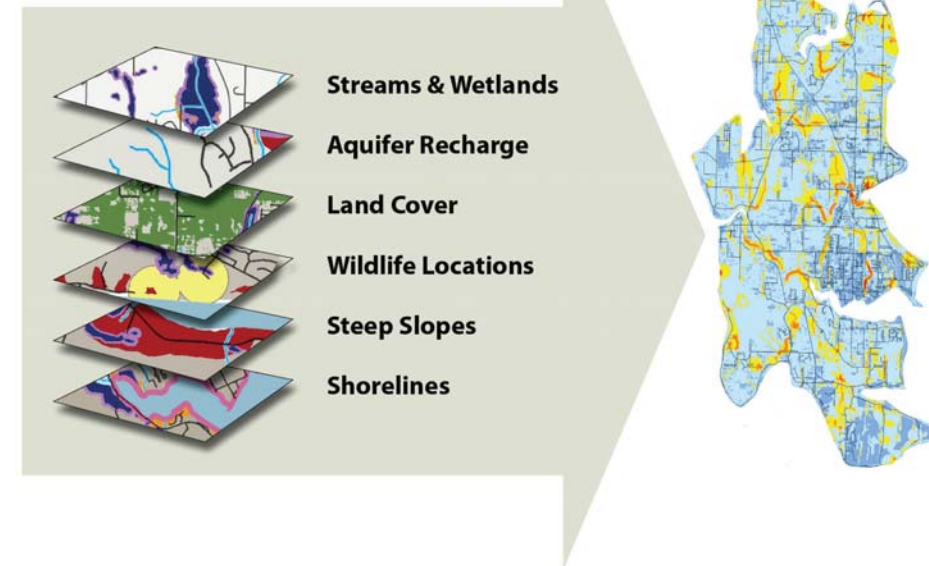 Streams & Wetlands
Aquifer Recharge
Land Cover
Wildlife Locations
Steep Slopes
Shorelines